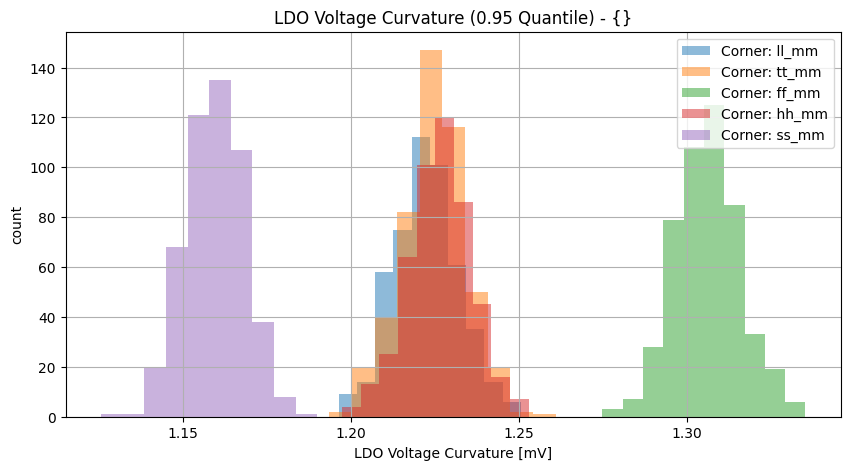 LDO Voltage Curvature (0.95 Quantile) - {}
Corner: ll_mm
Corner: tt_mm
Corner: ff_mm
Corner: hh_mm
Corner: ss_mm
140
120
100
80
60
40
20
0
count
1.15 1.20 1.25 1.30
LDO Voltage Curvature [mV]